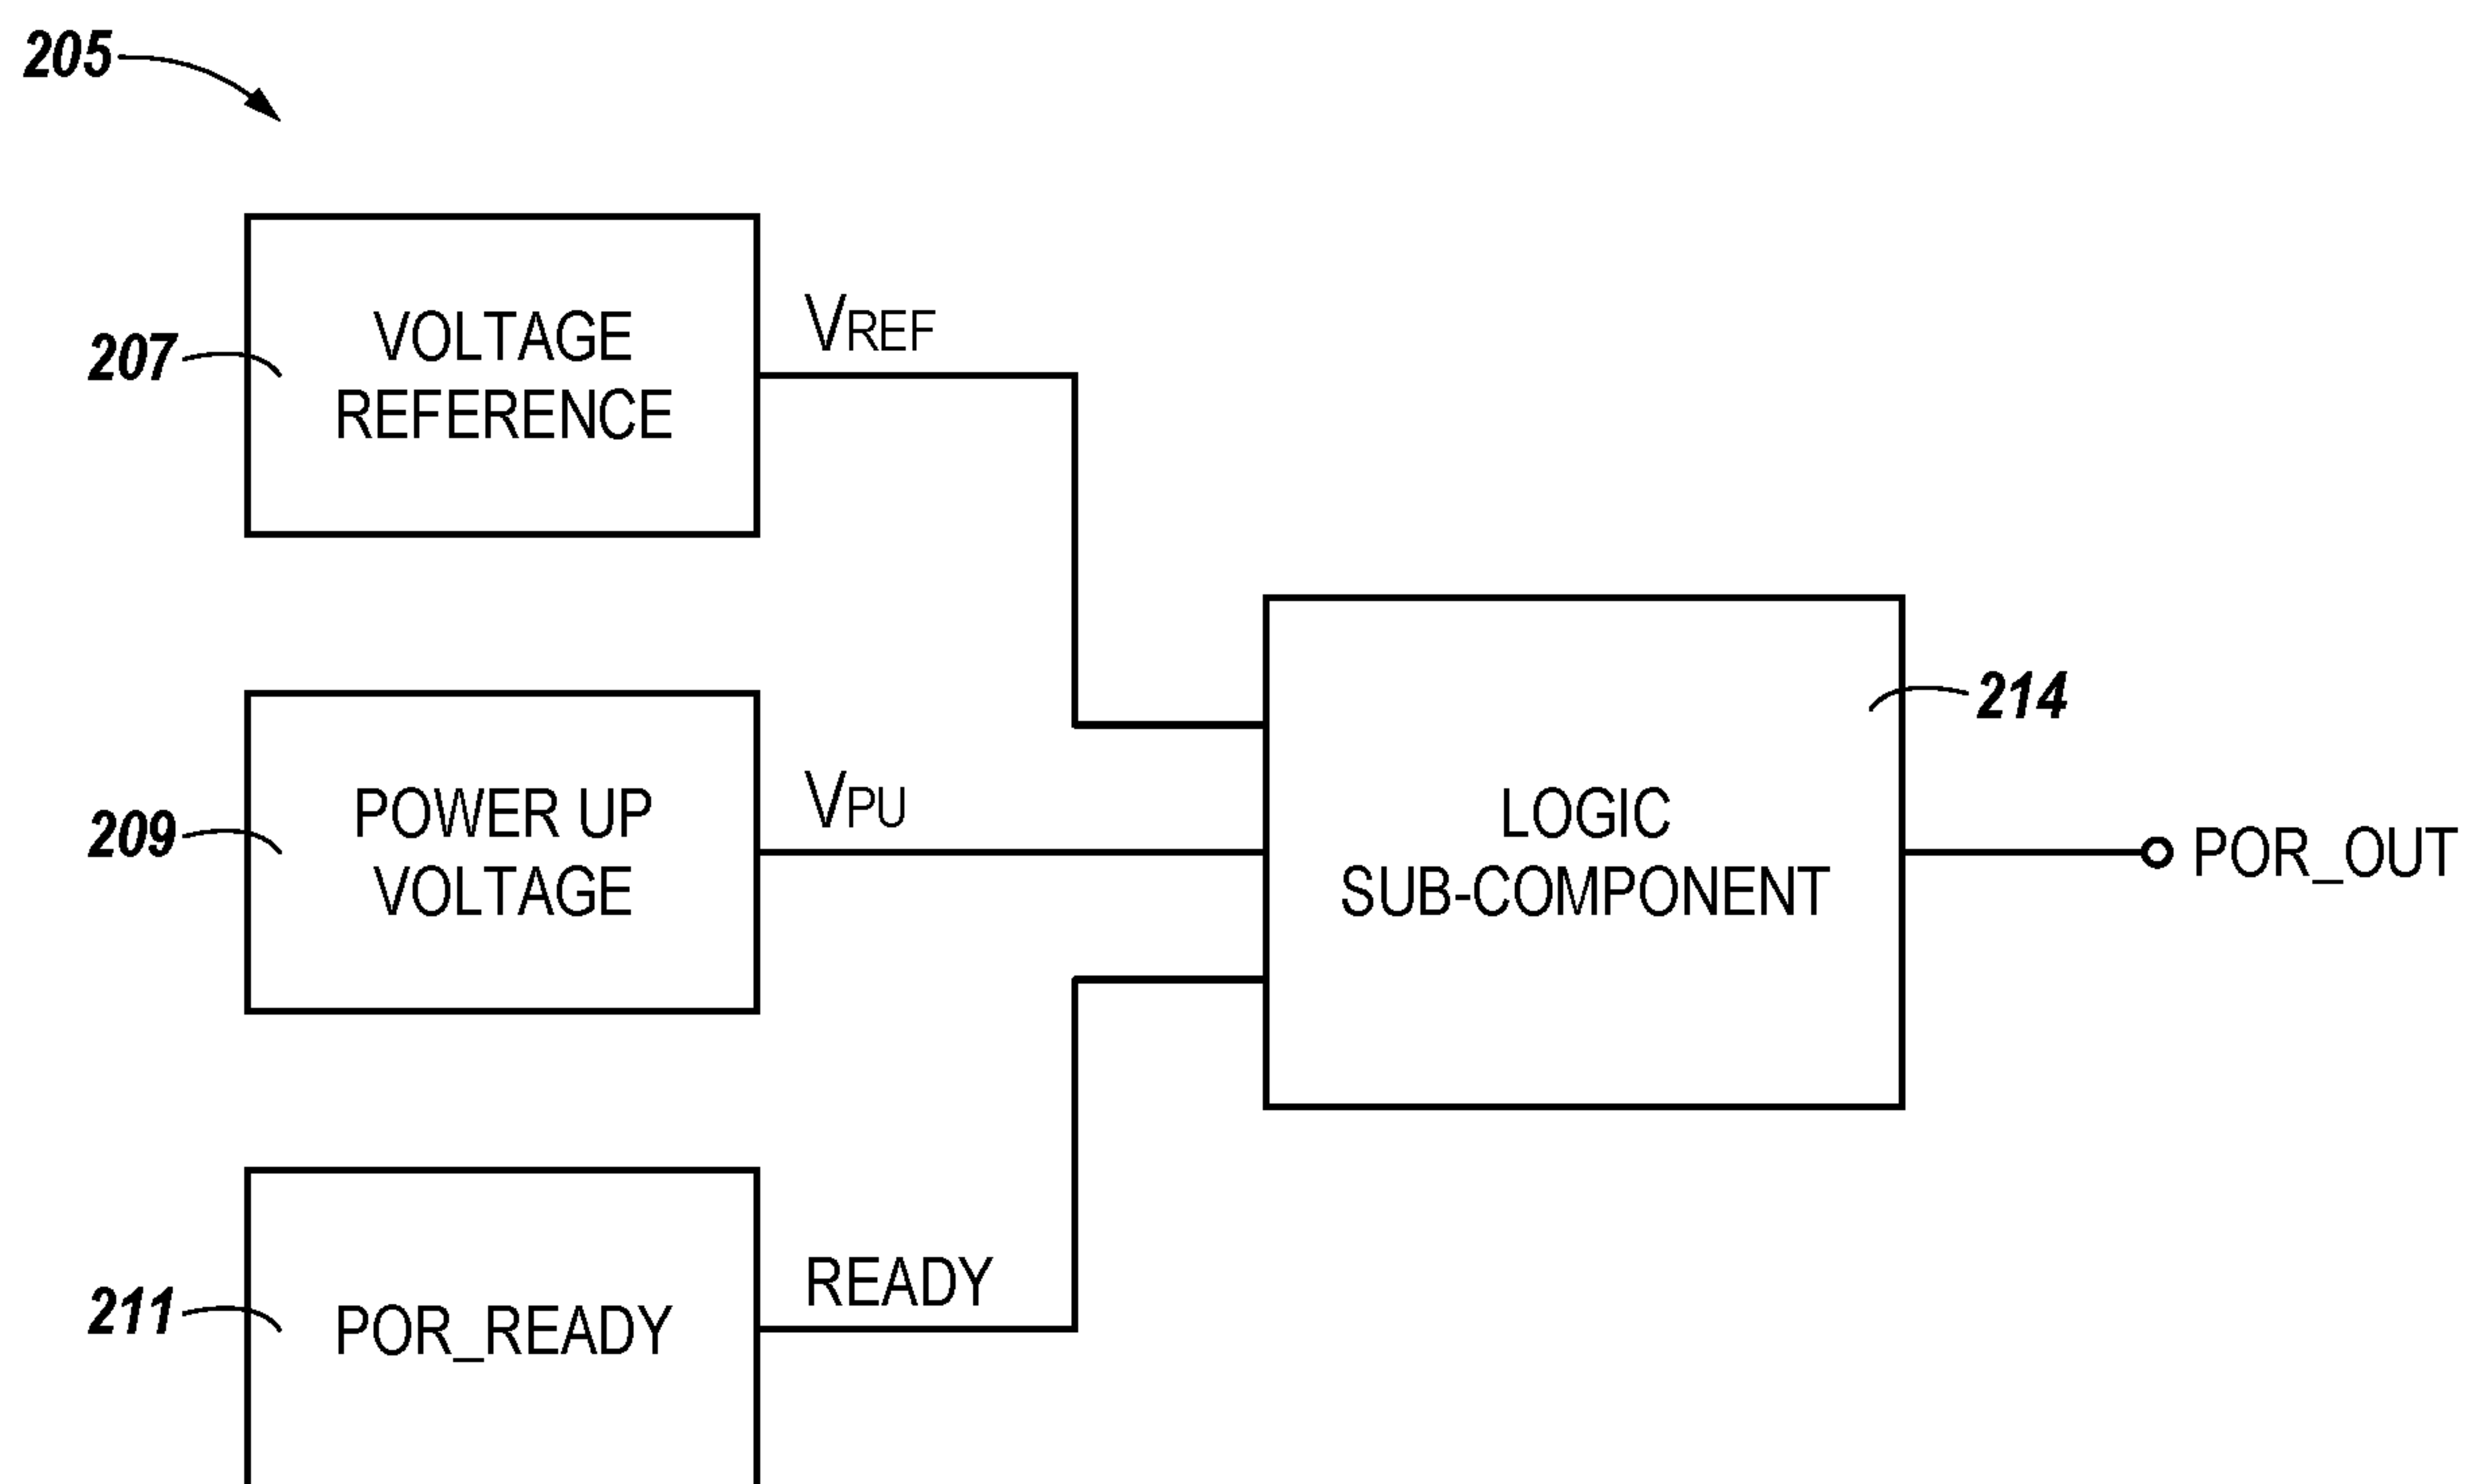 205
207
VOLTAGE
REFERENCE
VREF
209
POWER UP
VOLTAGE
VPU
LOGIC
SUB-COMPONENT
214
POR_OUT
211
POR_READY
READY